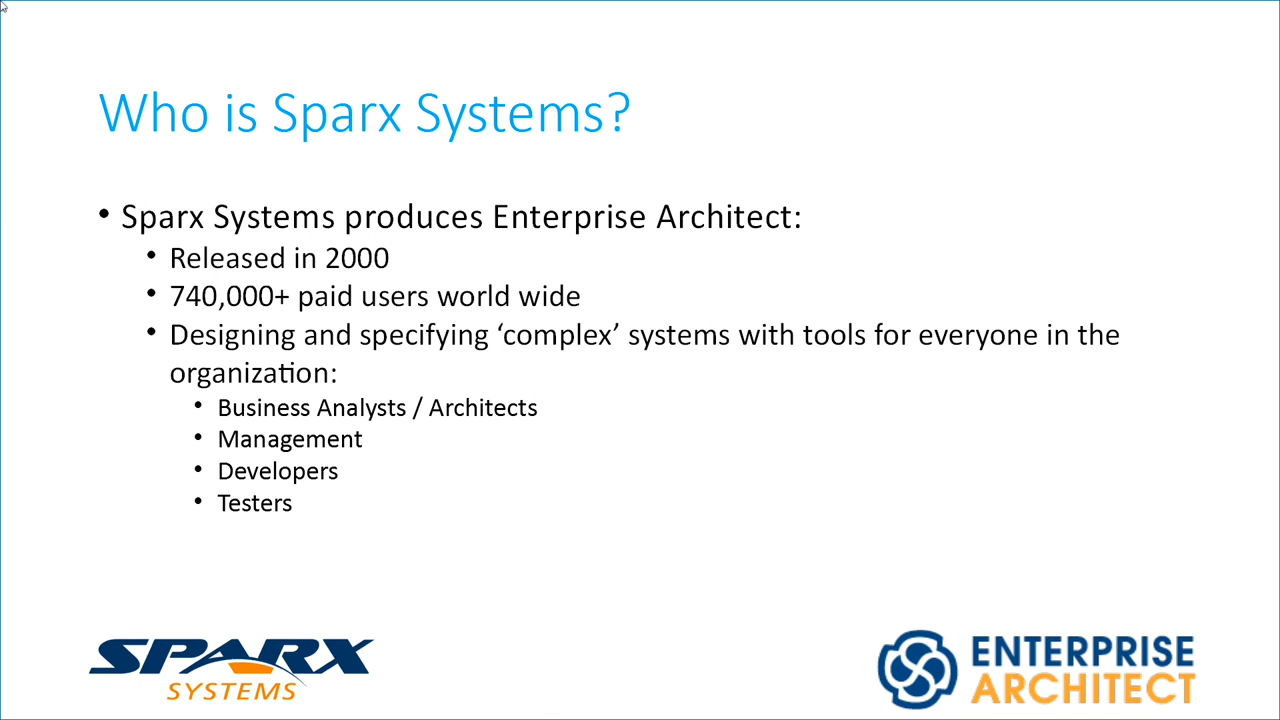 Who is Sparx Systems?
• Sparx Systems produces Enterprise Architect:
• Released in 2000
• 740,000+ paid users world wide
• Designing and specifying ‘complex’ systems with tools for everyone in the
organization:
• Business Analysts / Architects
• Management
• Developers
• Testers
SPARX
SYSTEMS
ENTERPRISE
ARCHITECT